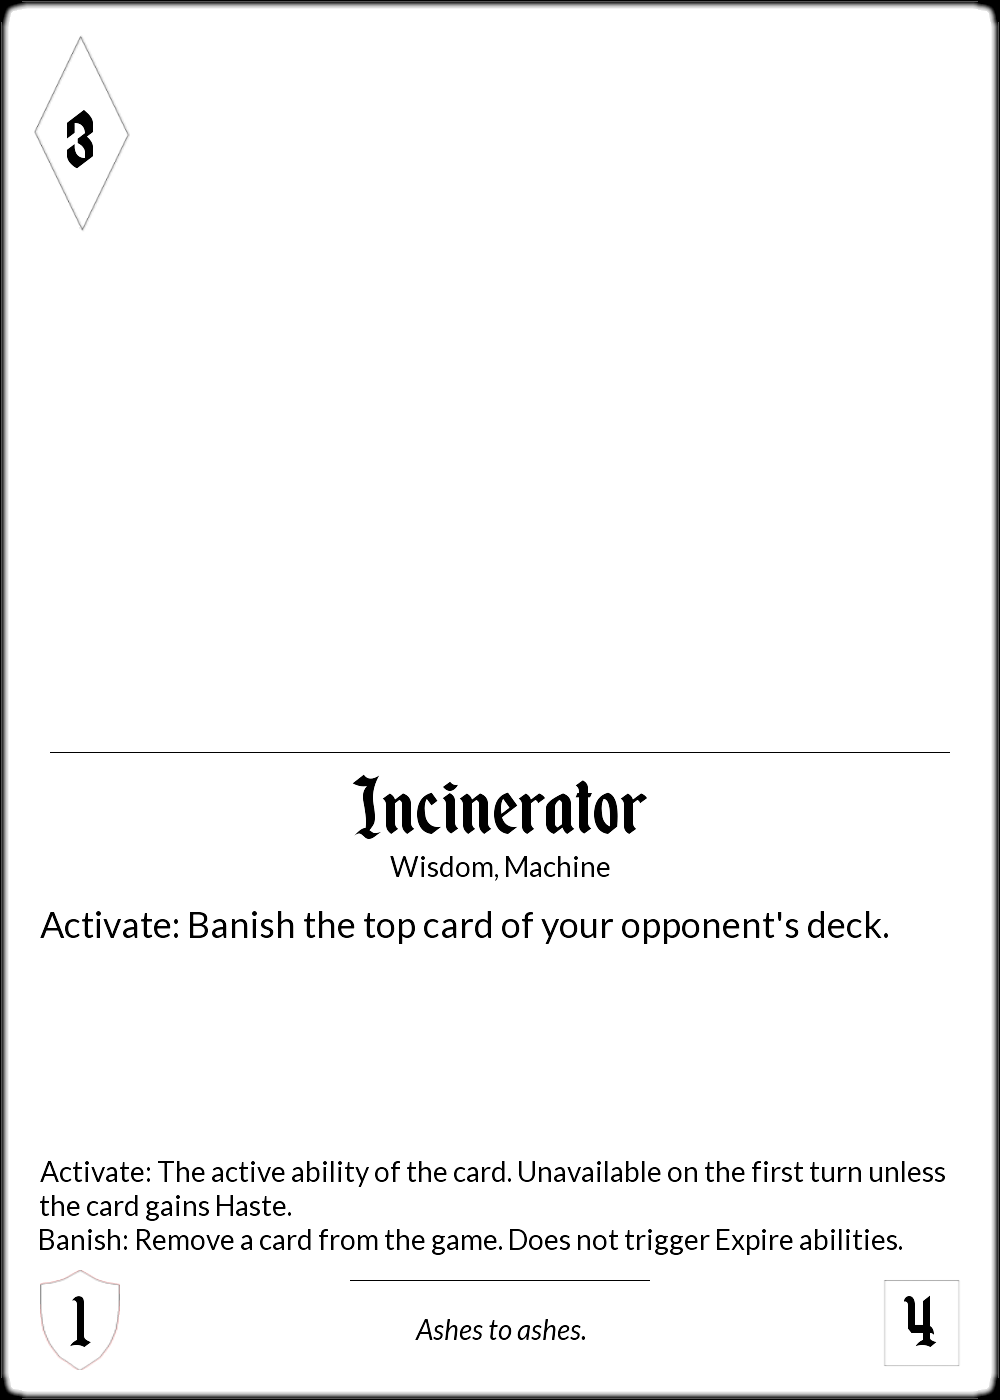 3
Incinerator
Wisdom, Machine
Activate: Banish the top card of your opponent's deck.
Activate: The active ability of the card. Unavailable on the first turn unless
the card gains Haste.
Banish: Remove a card from the game. Does not trigger Expire abilities.
1
Ashes to ashes.
4